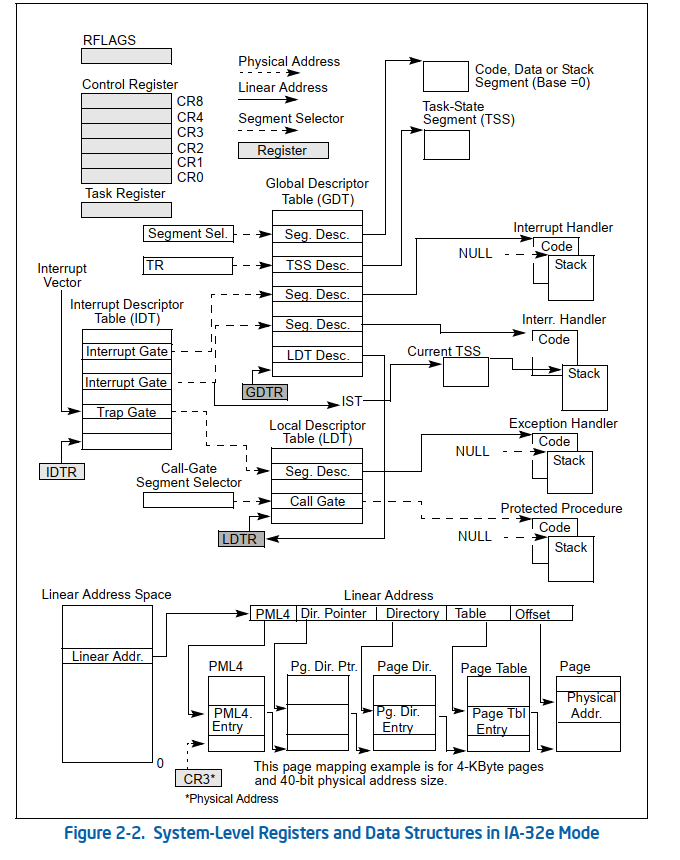 RFLAGS
Control Register
CR8
CR4
CR3
CR2
CR1
CR0
Task Register
Physical Address
Linear Address
Segment Selector
Register
Code, Data or Stack
Segment (Base =0)
Task-State
Segment (TSS)
Global Descriptor
Table (GDT)
Segment Sel.
Seg. Desc.
TR
TSS Desc.
Seg. Desc.
Seg. Desc.
LDT Desc.
GDTR
Interrupt
Vector
Interrupt Descriptor
Table (IDT)
Interrupt Gate
Interrupt Gate
Trap Gate
IDTR
Interrupt Handler
NULL
Code
Stack
Interr. Handler
Code
Stack
Current TSS
IST
Local Descriptor
Table (LDT)
Call-Gate
Segment Selector
Seg. Desc.
Call Gate
LDTR
Exception Handler
NULL
Code
Stack
Protected Procedure
NULL
Code
Stack
Linear Address Space
Linear Addr.
0
Linear Address
PML4 Dir. Pointer Directory Table Offset
PML4
PML4.
Entry
Pg. Dir. Ptr.
Page Dir.
Pg. Dir.
Entry
Page Table
Page Tbl
Entry
Page
Physical
Addr.
CR3*
This page mapping example is for 4-KByte pages
and 40-bit physical address size.
*Physical Address
Figure 2-2. System-Level Registers and Data Structures in IA-32e Mode